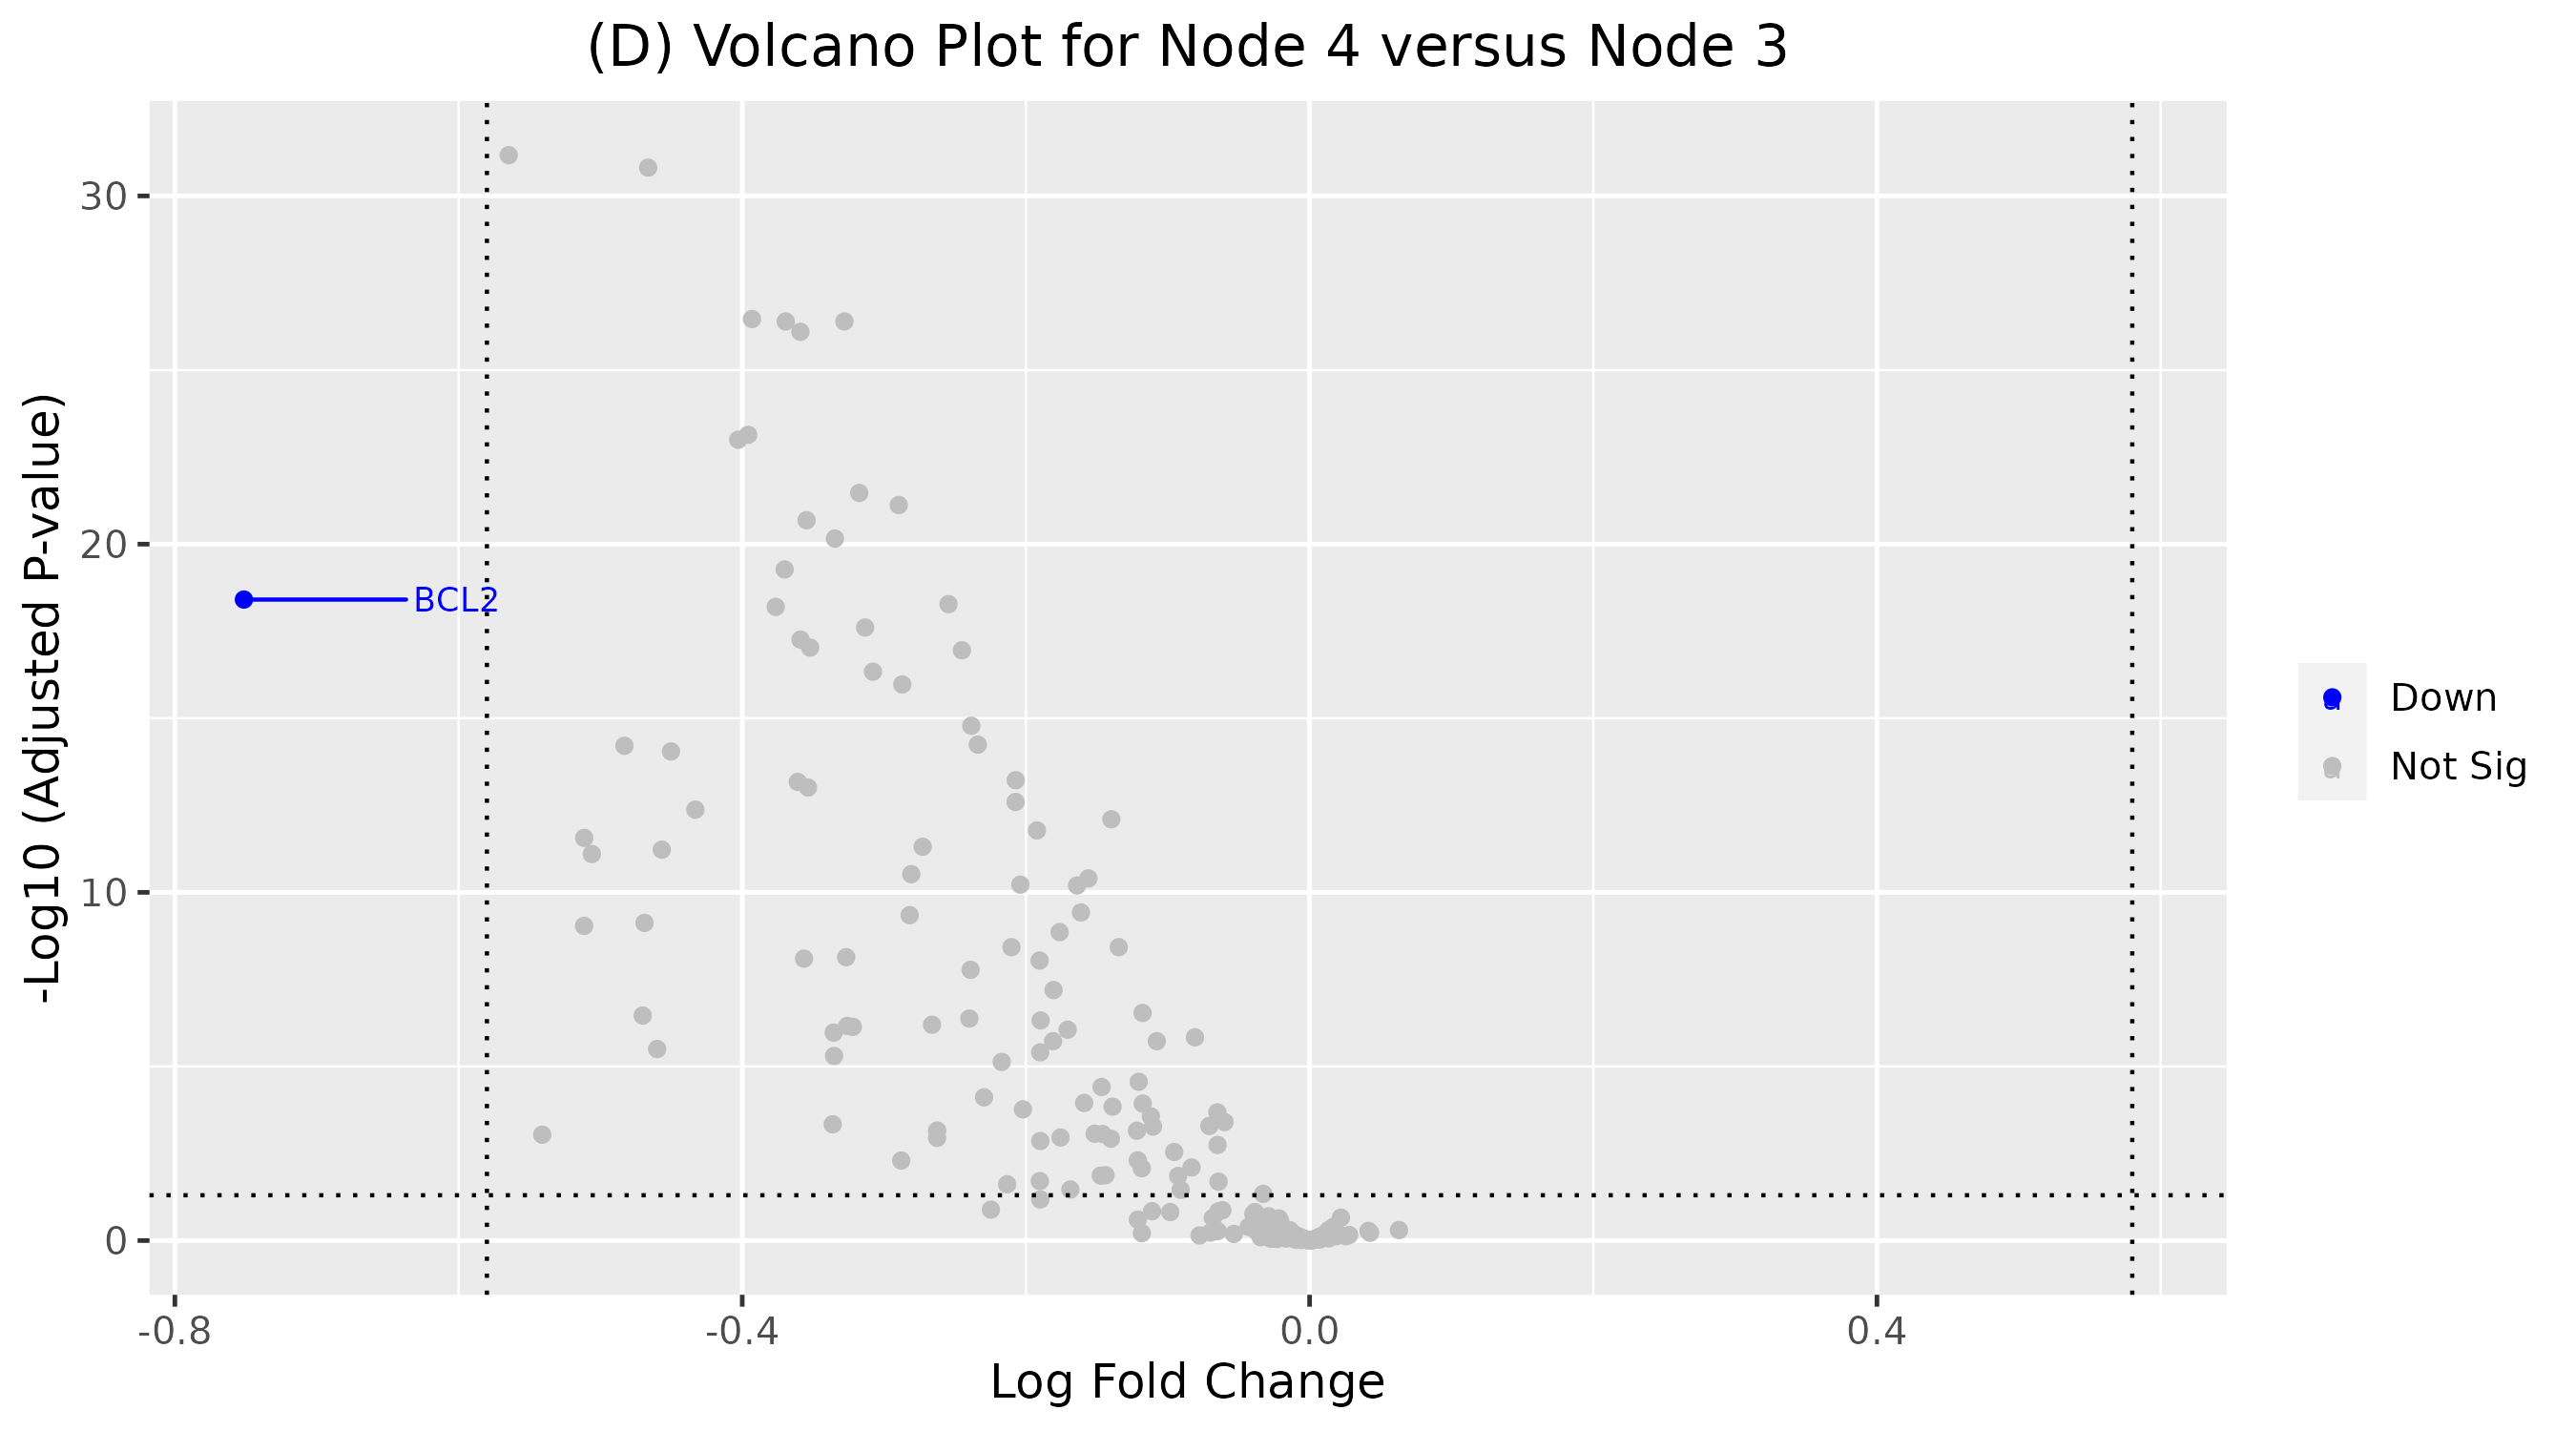 (D) Volcano Plot for Node 4 versus Node 3
-Log10 (Adjusted P-value)
30
20
10
0
BCL2
-0.8
-0.4
0.0
0.4
Log Fold Change
Down
Not Sig